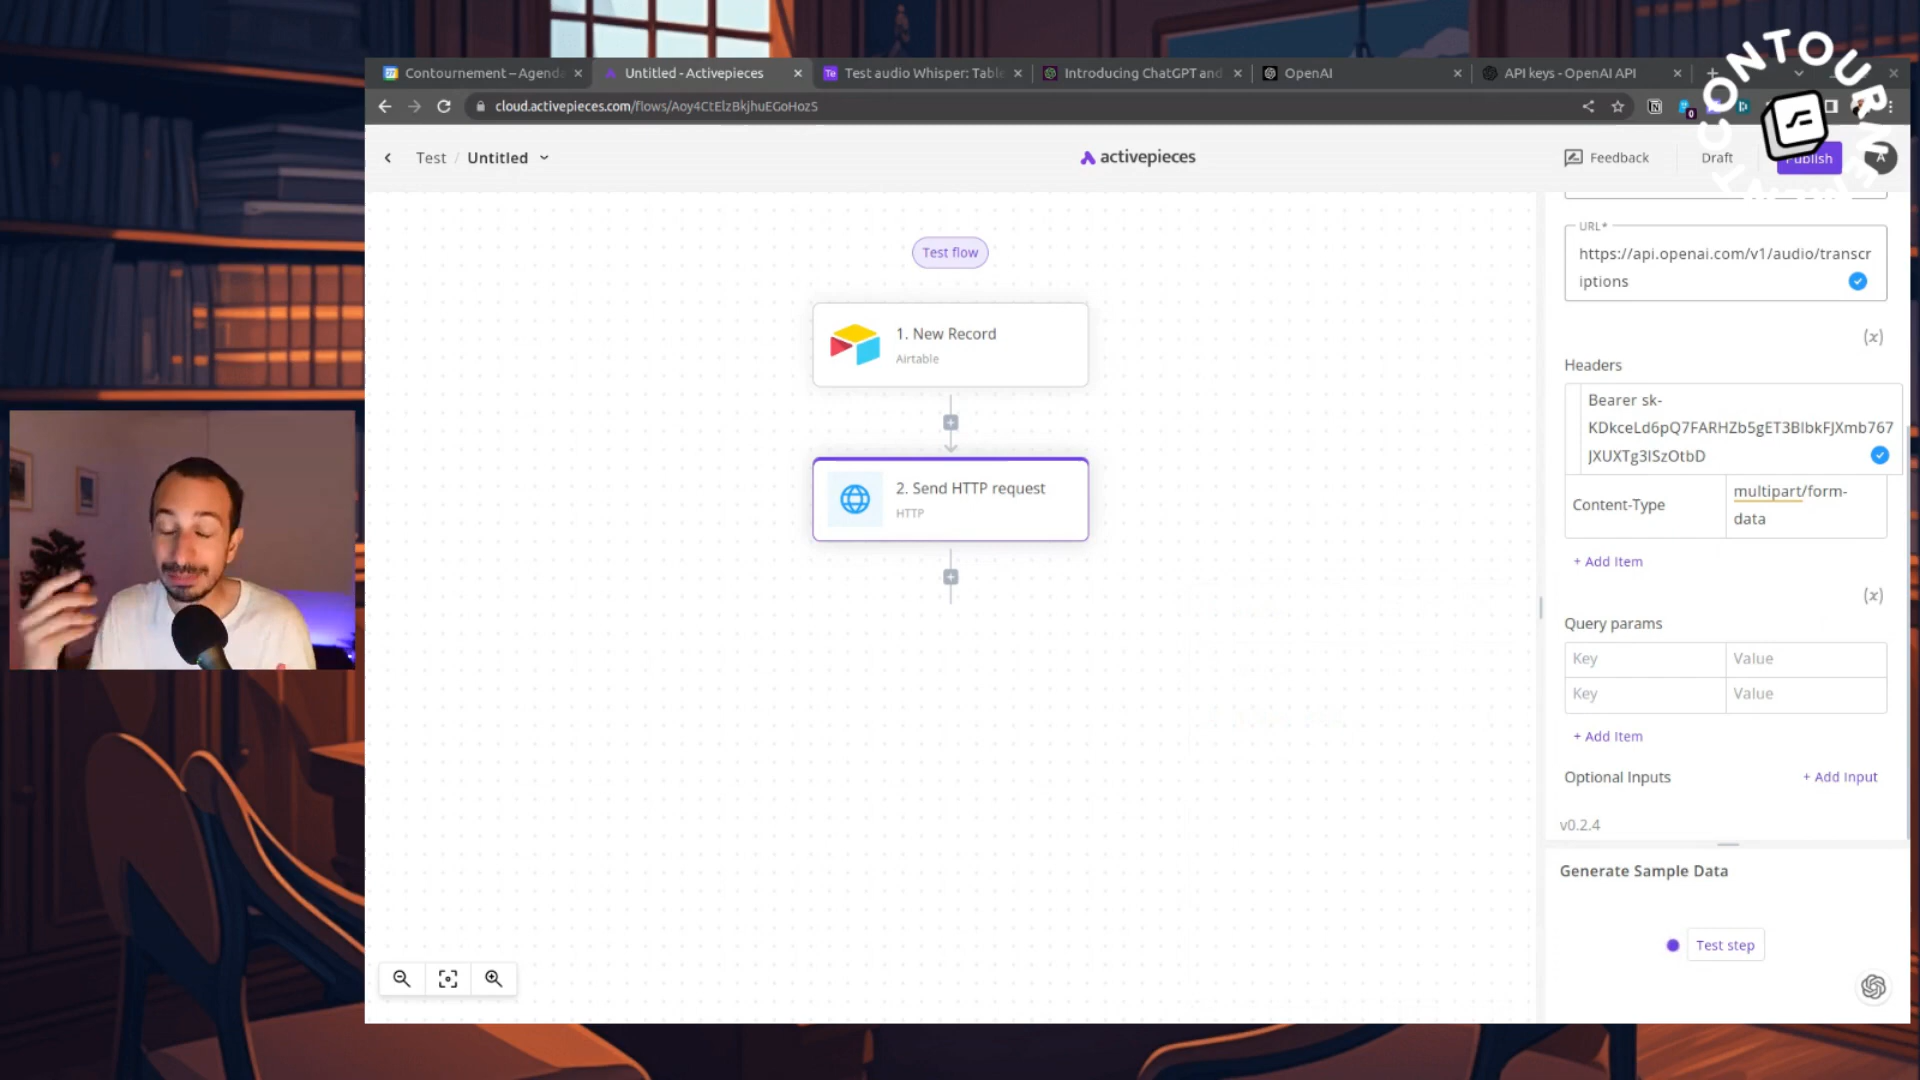 Contournement – Agenda
Untitled - Activepieces
Test audio Whisper: Table
Introducing ChatGPT and
OpenAI
API keys - OpenAI API
cloud.activepieces.com/flows/Aoy4CtElzBkjhuEGoHozS
CONTOURNEMENT
Test / Untitled
activepieces
Feedback
Draft
Publish
A
Test flow
1. New Record
Airtable
2. Send HTTP request
HTTP
URL*
https://api.openai.com/v1/audio/transcr
iptions
(x)
Headers
Bearer sk-
Content-Type
multipart/form-
data
+ Add Item
(x)
Query params
Key
Value
Key
Value
+ Add Item
Optional Inputs
+ Add Input
v0.2.4
Generate Sample Data
Test step